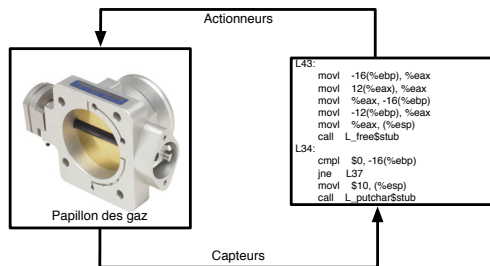 Actionneurs
L43:
movl -16(%ebp), %eax
movl 12(%eax), %eax
movl %eax, -16(%ebp)
movl -12(%ebp), %eax
movl %eax, (%esp)
call L_free$stub
L34:
cmpl $0, -16(%ebp)
jne L37
movl $10, (%esp)
call L_putchar$stub
Papillon des gaz
Capteurs